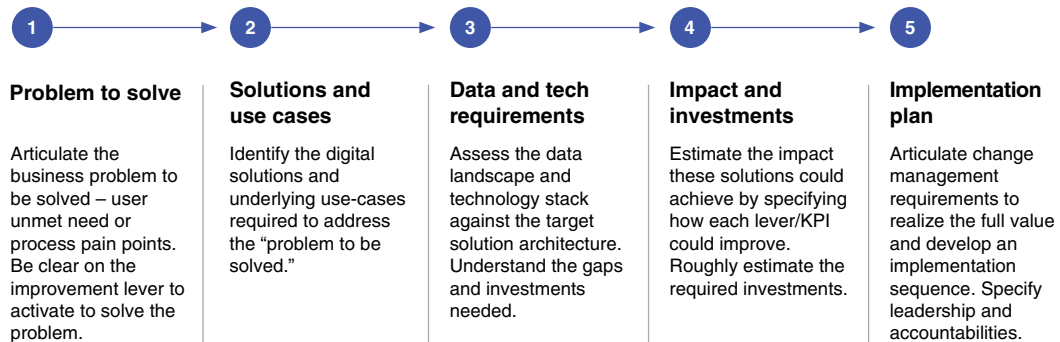 1
2
3
4
5
Problem to solve
Articulate the
business problem to
be solved – user
unmet need or
process pain points.
Be clear on the
improvement lever to
activate to solve the
problem.
Solutions and
use cases
Identify the digital
solutions and
underlying use-cases
required to address
the “problem to be
solved.”
Data and tech
requirements
Assess the data
landscape and
technology stack
against the target
solution architecture.
Understand the gaps
and investments
needed.
Impact and
investments
Estimate the impact
these solutions could
achieve by specifying
how each lever/KPI
could improve.
Roughly estimate the
required investments.
Implementation
plan
Articulate change
management
requirements to
realize the full value
and develop an
implementation
sequence. Specify
leadership and
accountabilities.